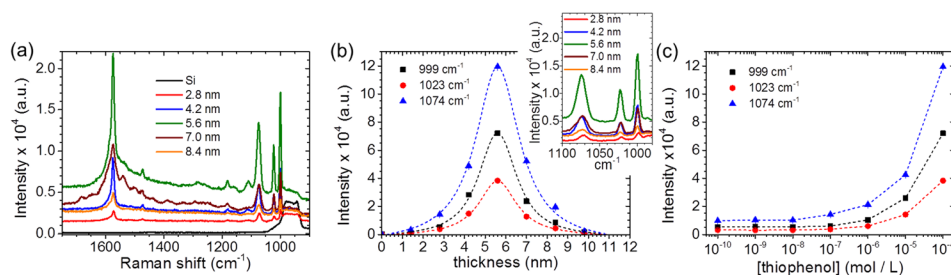 (a)
Intensity x 10⁴ (a.u.)
2.0
1.5
1.0
0.5
0.0
Si
2.8 nm
4.2 nm
5.6 nm
7.0 nm
8.4 nm
1600 1400 1200 1000
Raman shift (cm⁻¹)
(b)
Intensity x 10⁴ (a.u.)
12
10
8
6
4
2
0
999 cm⁻¹
1023 cm⁻¹
1074 cm⁻¹
0 1 2 3 4 5 6 7 8 9 10 11 12
thickness (nm)
Intensity x 10⁴ (a.u.)
2.0
1.5
1.0
0.5
0.0
2.8 nm
4.2 nm
5.6 nm
7.0 nm
8.4 nm
1100 1050 1000
cm⁻¹
(c)
Intensity x10⁴ (a.u.)
12
10
8
6
4
2
0
999 cm⁻¹
1023 cm⁻¹
1074 cm⁻¹
10⁻¹⁰ 10⁻⁹ 10⁻⁸ 10⁻⁷ 10⁻⁶ 10⁻⁵ 10⁻⁴
[thiophenol] (mol / L)